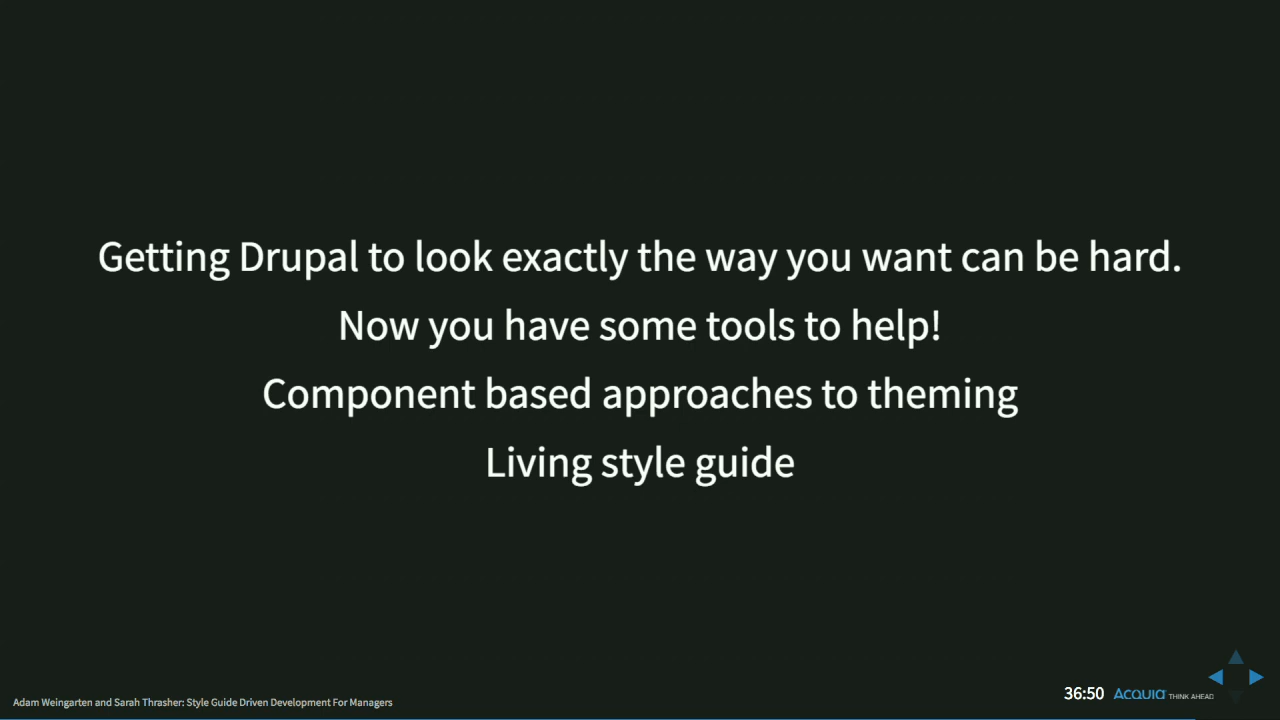 Getting Drupal to look exactly the way you want can be hard.
Now you have some tools to help!
Component based approaches to theming
Living style guide
Adam Weingarten and Sarah Thrasher: Style Guide Driven Development For Managers
36:50 Acquia THINK AHEAD